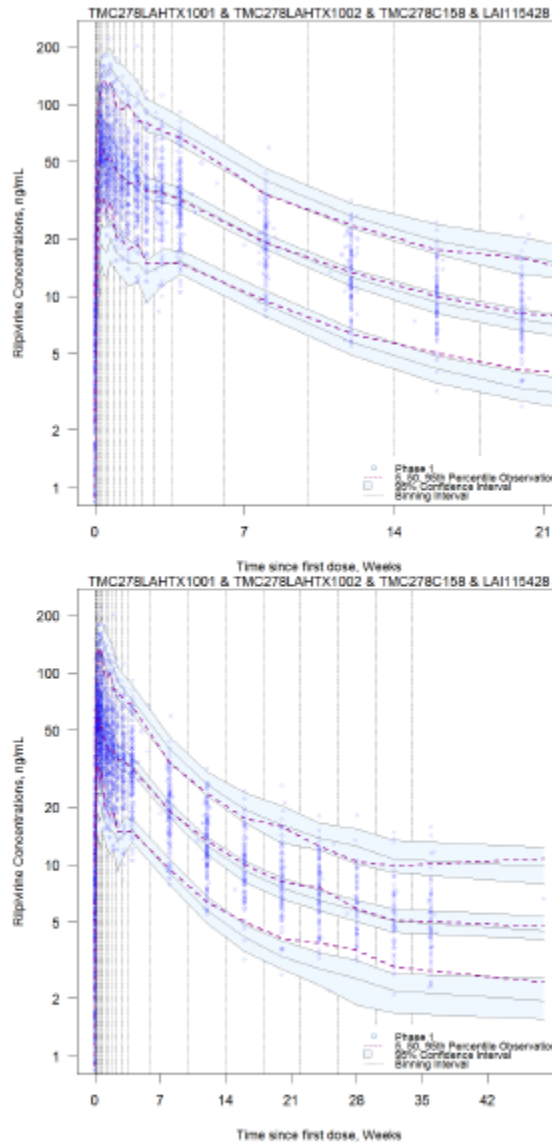 TMC278LAHTX1001 & TMC278LAHTX1002 & TMC278C158 & LAI115428
Rilpivirine Concentrations, ng/mL
200
100
50
20
10
5
2
1
Phase 1
5, 50, 95th Percentile Observation
95% Confidence Interval
Binning Interval
0 7 14 21
Time since first dose, Weeks
TMC278LAHTX1001 & TMC278LAHTX1002 & TMC278C158 & LAI115428
Rilpivirine Concentrations, ng/mL
200
100
50
20
10
5
2
1
Phase 1
5, 50, 95th Percentile Observation
95% Confidence Interval
Binning Interval
0 7 14 21 28 35 42
Time since first dose, Weeks